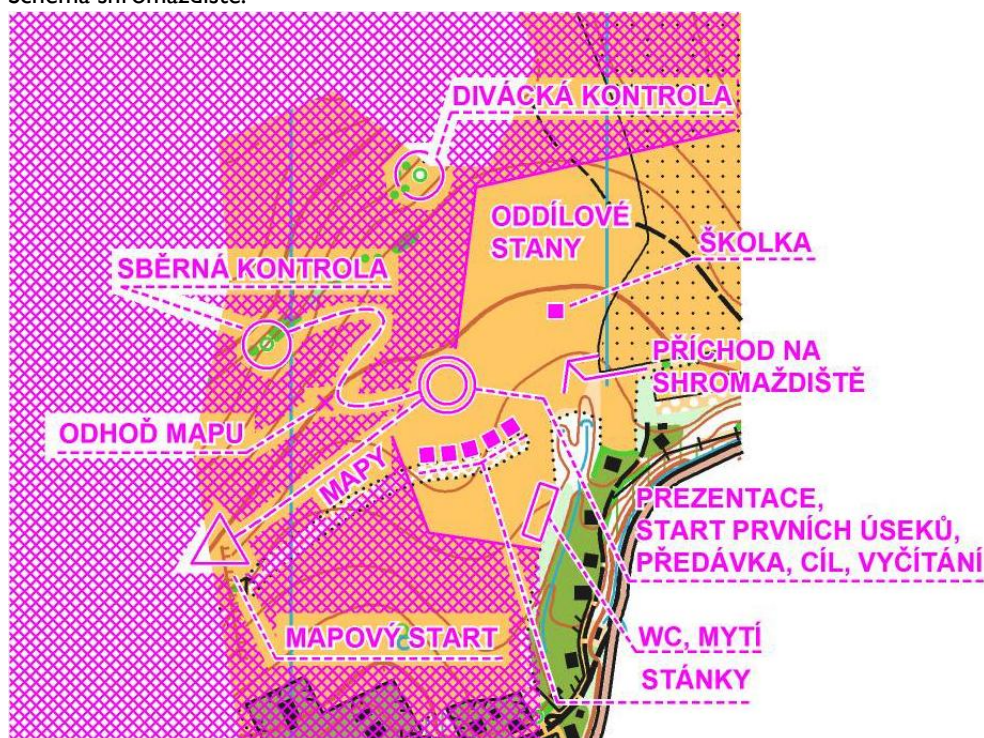 Schéma shromaždiště:
DIVÁCKÁ KONTROLA
ODDÍLOVÉ
STANY
ŠKOLKA
SBĚRNÁ KONTROLA
PŘÍCHOD NA
SHROMAŽDIŠTĚ
ODHOĎ MAPU
MAPY
PREZENTACE,
START PRVNÍCH ÚSEKŮ,
PŘEDÁVKA, CÍL, VYČÍTÁNÍ
MAPOVÝ START
WC, MYTÍ
STÁNKY